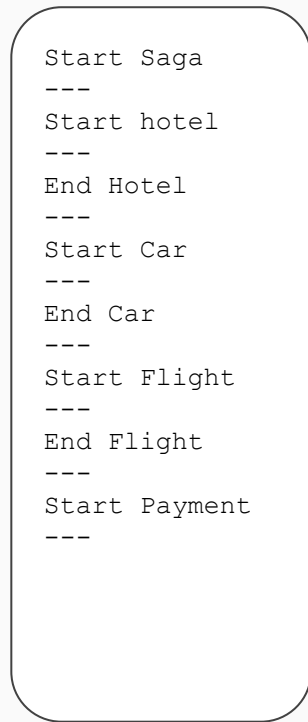 Start Saga
---
Start hotel
---
End Hotel
---
Start Car
---
End Car
---
Start Flight
---
End Flight
---
Start Payment
---